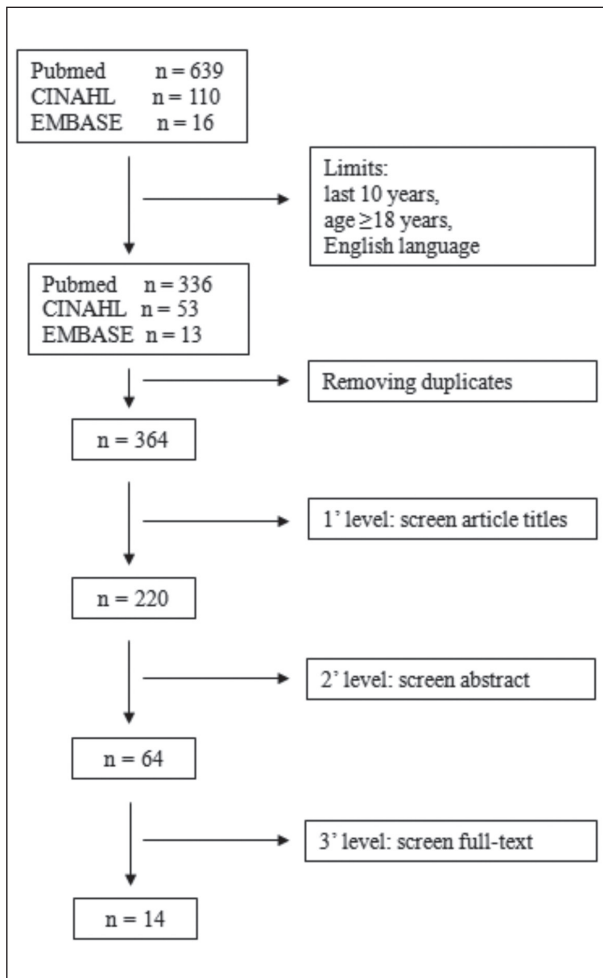 Pubmed n = 639
CINAHL n = 110
EMBASE n = 16
Limits:
last 10 years,
age ≥18 years,
English language
Pubmed n = 336
CINAHL n = 53
EMBASE n = 13
Removing duplicates
n = 364
1’ level: screen article titles
n = 220
2’ level: screen abstract
n = 64
3’ level: screen full-text
n = 14